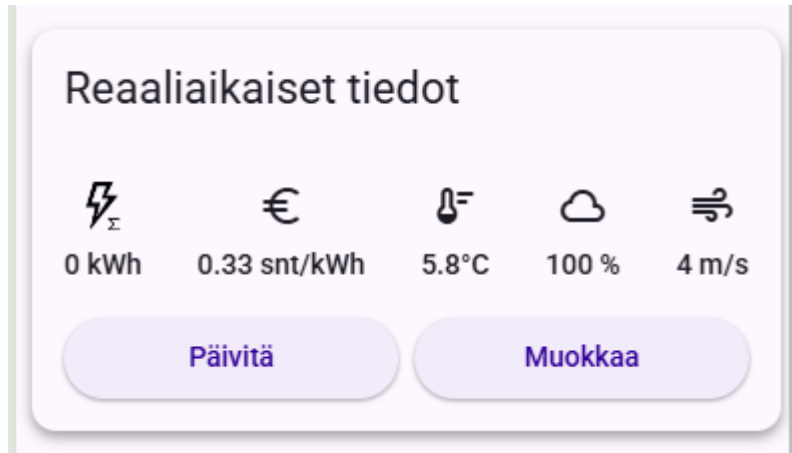 Reaaliaikaiset tiedot
Σ €
0 kWh 0.33 snt/kWh 5.8°C 100 % 4 m/s
Päivitä Muokkaa